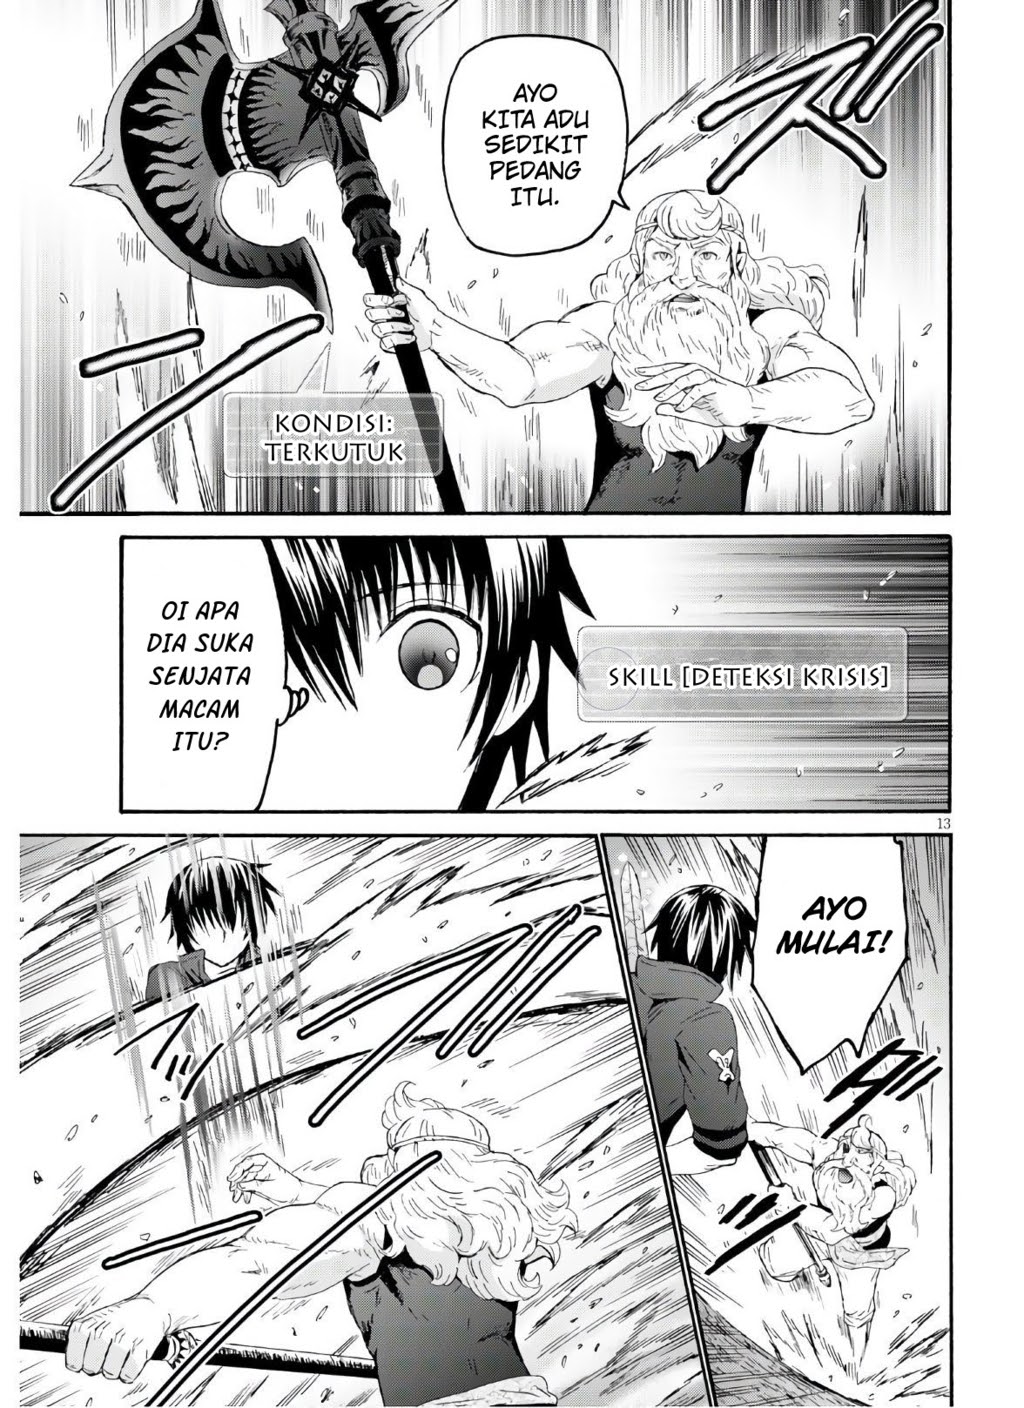 AYO
KITA ADU
SEDIKIT
PEDANG
ITU.
KONDISI:
TERKUTUK
SKILL [DETEKSI KRISIS]
OI APA
DIA SUKA
SENJATA
MACAM
ITU?
13
AYO
MULAI!